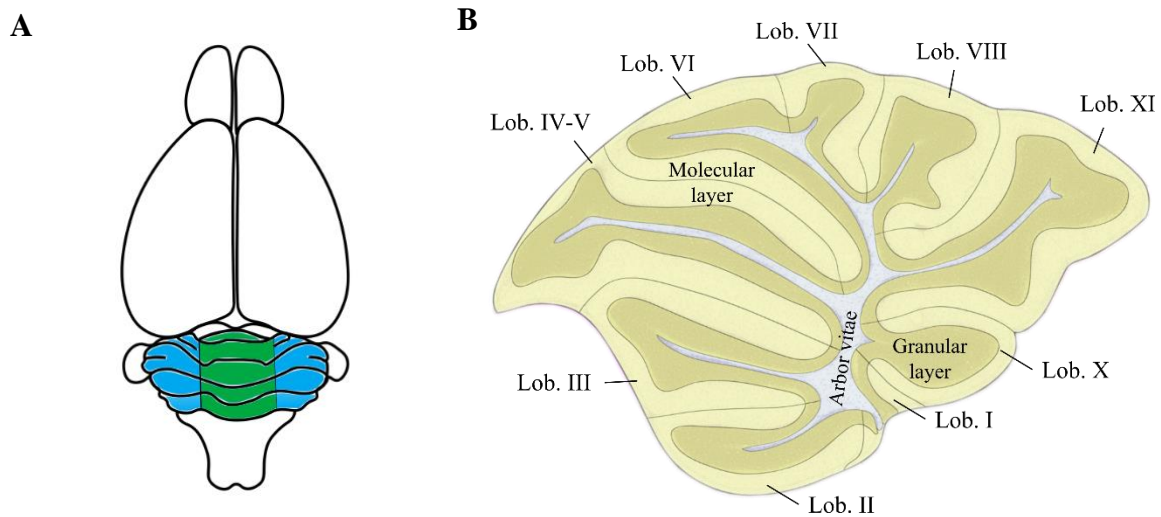 A
B
Lob. VII
Lob. VI
Lob. VIII
Lob. XI
Lob. IV-V
Molecular
layer
Arbor vitae
Granular
layer
Lob. III
Lob. X
Lob. I
Lob. II